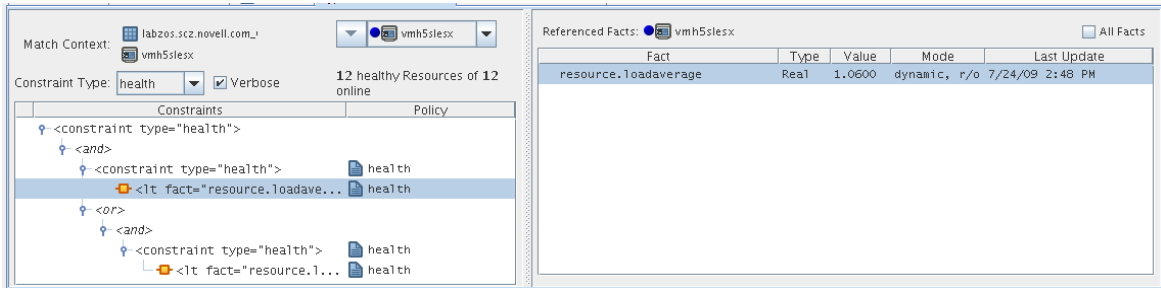 Match Context:
labzos.scz.novell.com_
vmh5slesx
vmh5slesx
Constraint Type: health Verbose
12 healthy Resources of 12
online
Constraints Policy
<constraint type="health">
<and>
<constraint type="health"> health
<lt fact="resource.loadave... health
<or>
<and>
<constraint type="health"> health
<lt fact="resource.l... health
Referenced Facts: vmh5slesx All Facts
Fact Type Value Mode Last Update
resource.loadaverage Real 1.0600 dynamic, r/o 7/24/09 2:48 PM